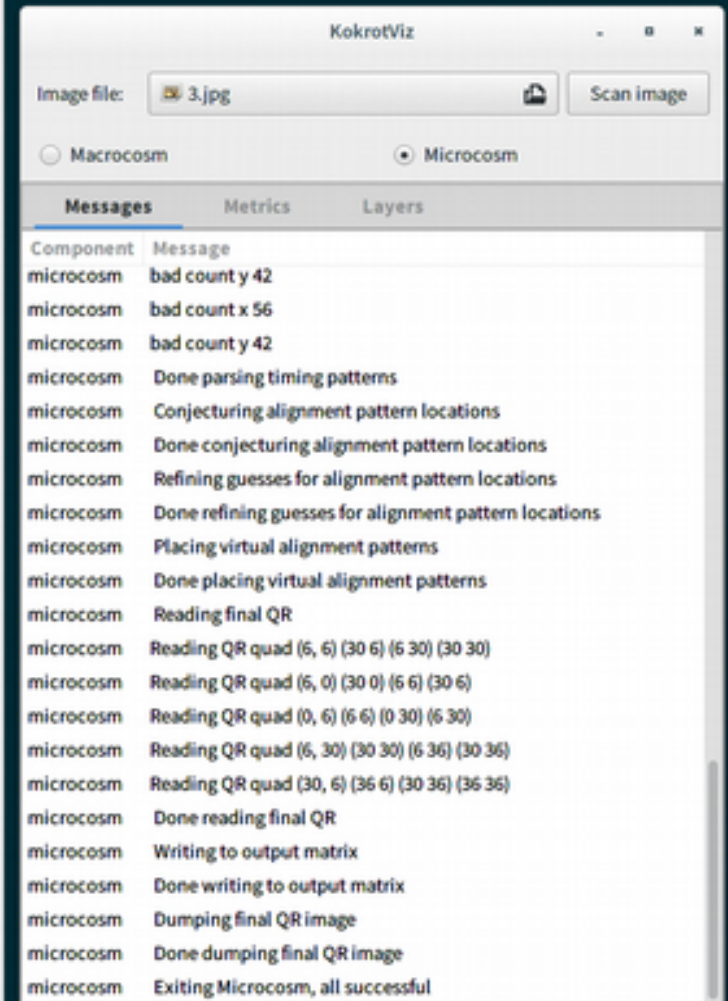 KokrotViz
Image file: 3.jpg Scan image
Macrocosm Microcosm
Messages Metrics Layers
Component Message
microcosm bad count y 42
microcosm bad count x 56
microcosm bad count y 42
microcosm Done parsing timing patterns
microcosm Conjecturing alignment pattern locations
microcosm Done conjecturing alignment pattern locations
microcosm Refining guesses for alignment pattern locations
microcosm Done refining guesses for alignment pattern locations
microcosm Placing virtual alignment patterns
microcosm Done placing virtual alignment patterns
microcosm Reading final QR
microcosm Reading QR quad (6, 6) (30 6) (6 30) (30 30)
microcosm Reading QR quad (6, 0) (30 0) (6 6) (30 6)
microcosm Reading QR quad (0, 6) (6 6) (0 30) (6 30)
microcosm Reading QR quad (6, 30) (30 30) (6 36) (30 36)
microcosm Reading QR quad (30, 6) (36 6) (30 36) (36 36)
microcosm Done reading final QR
microcosm Writing to output matrix
microcosm Done writing to output matrix
microcosm Dumping final QR image
microcosm Done dumping final QR image
microcosm Exiting Microcosm, all successful